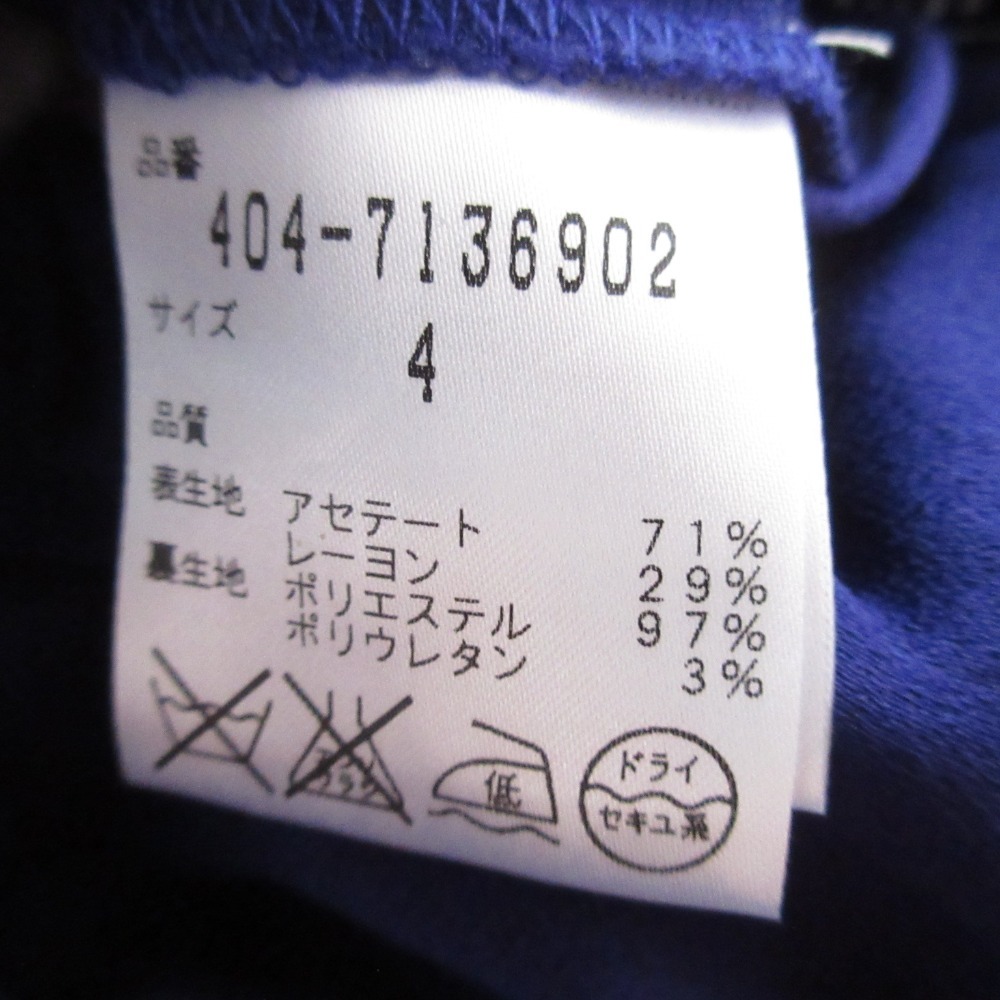 品番
404-7136902
サイズ
4
品質
表生地 アセテート 71%
レーヨン 29%
裏生地 ポリエステル 97%
ポリウレタン 3%
低
ドライ
セキユ系